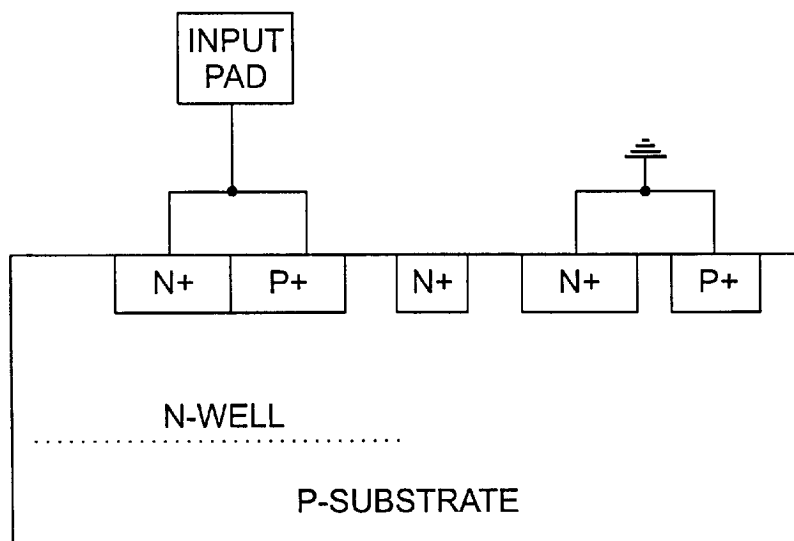 INPUT
PAD
N+ P+ N+ N+ P+
N-WELL
P-SUBSTRATE